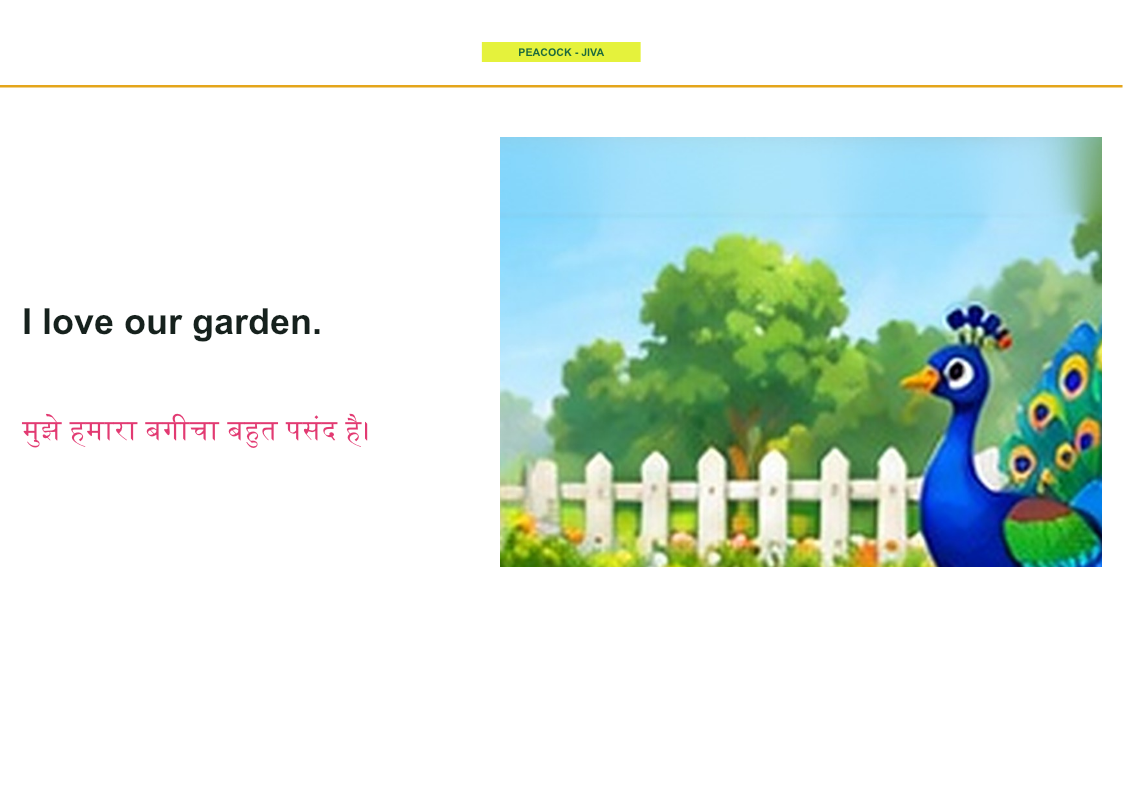 PEACOCK - JIVA
I love our garden.
मुझे हमारा बगीचा बहुत पसंद है।